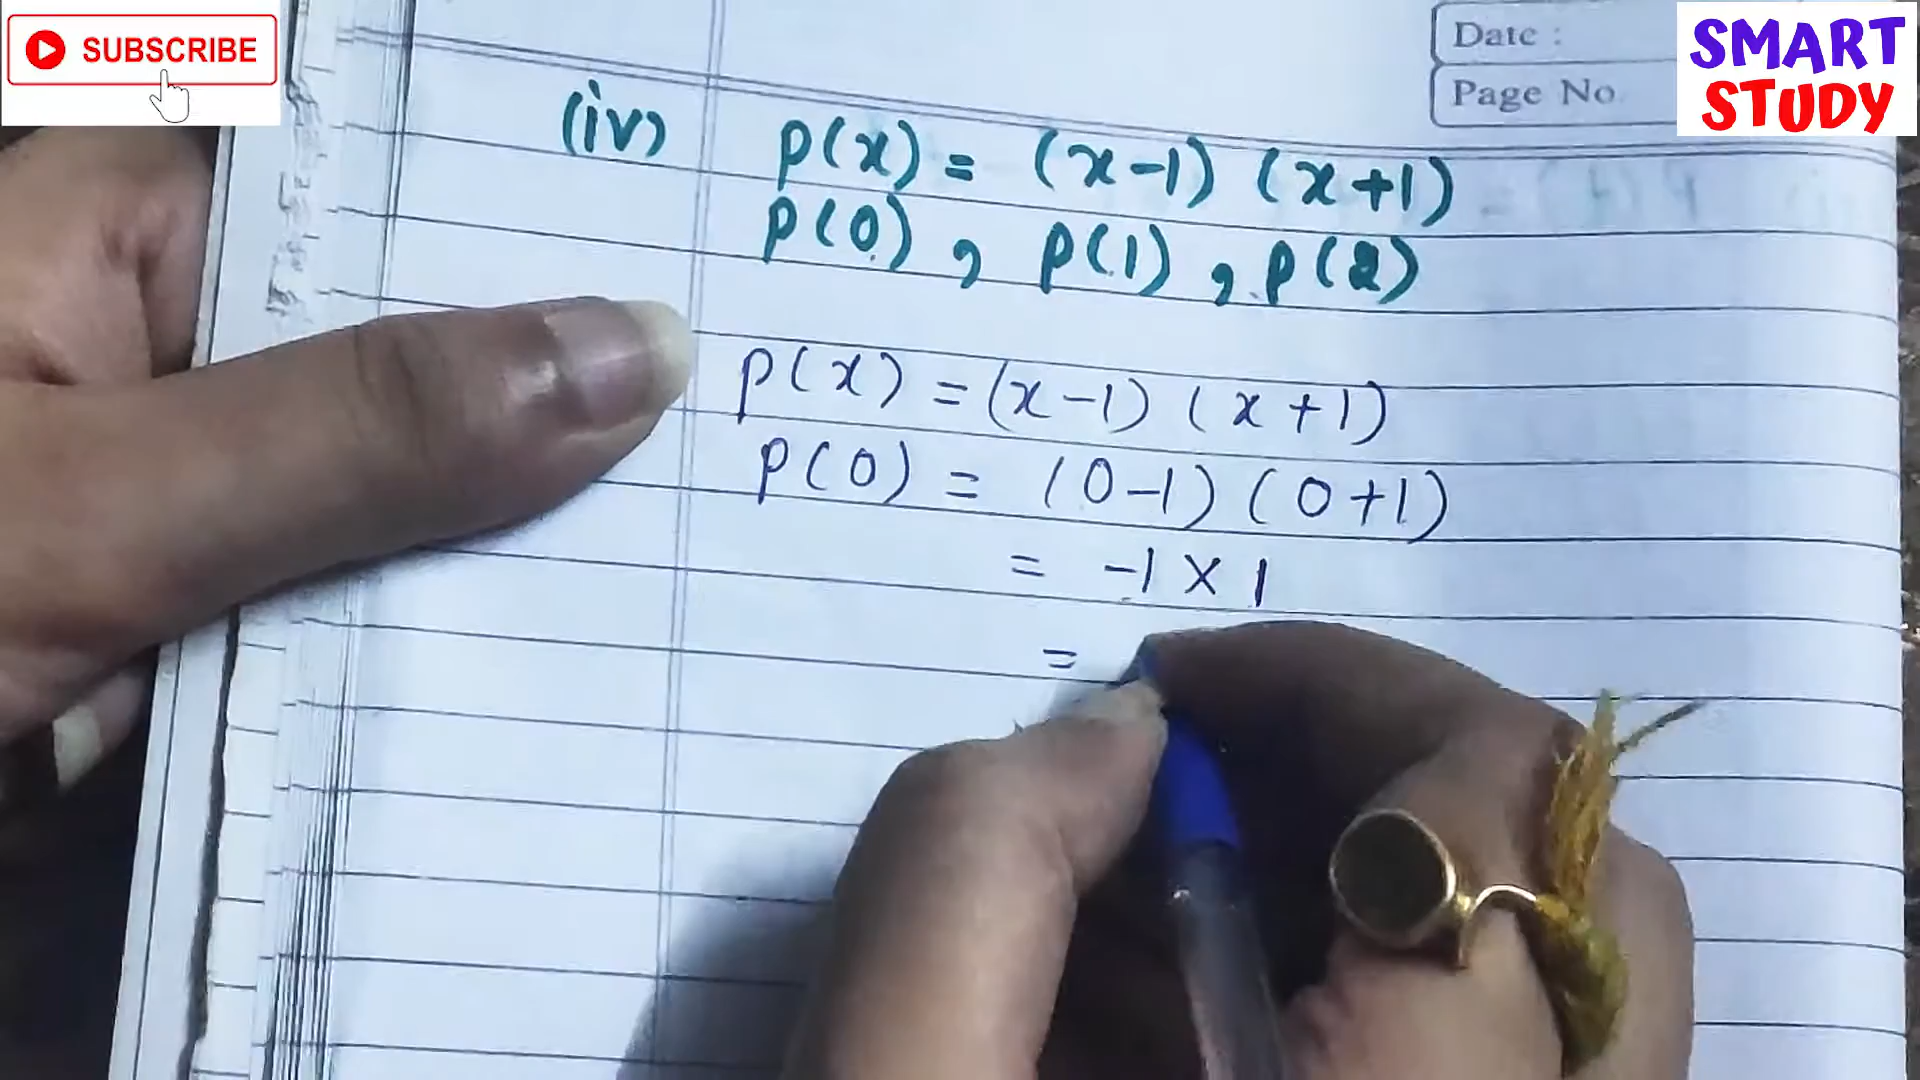 SUBSCRIBE
Date :
Page No
SMART
STUDY
(iv) p(x) = (x-1) (x+1)
p(0) , p(1) , p(2)
p(x) = (x-1) (x+1)
p(0) = (0-1) (0+1)
= -1 × 1
=